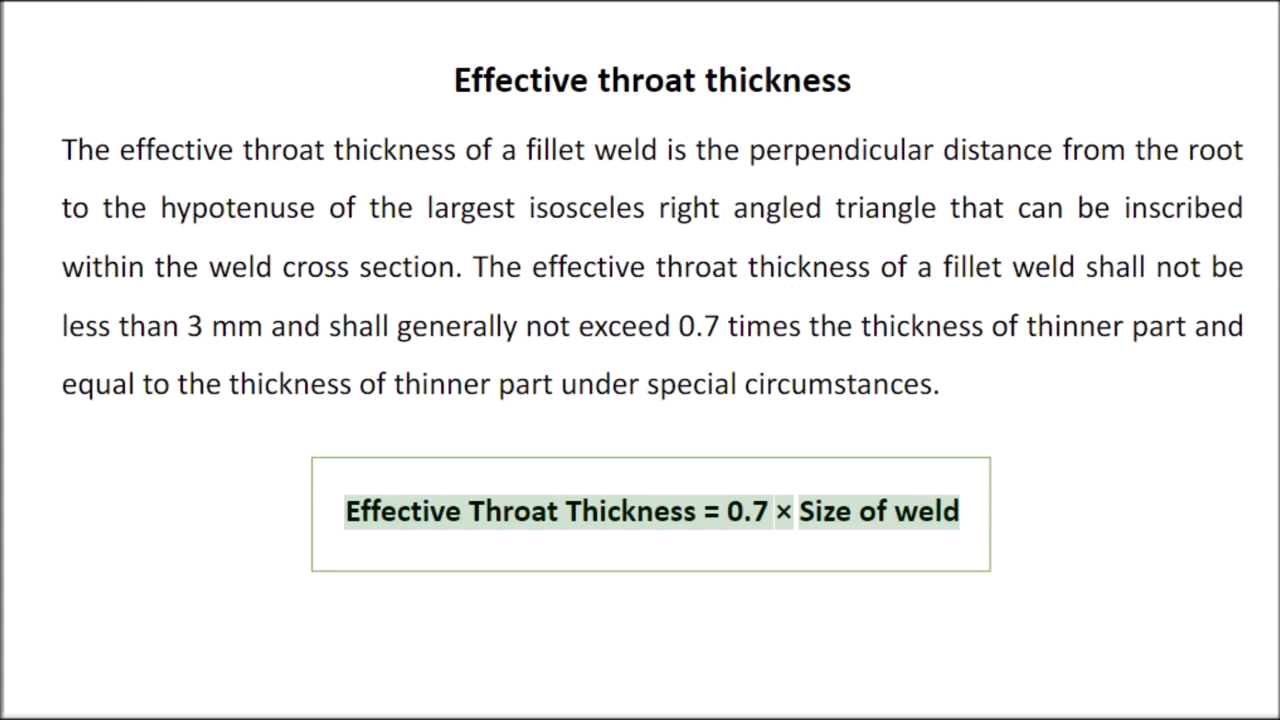 Effective throat thickness
The effective throat thickness of a fillet weld is the perpendicular distance from the root
to the hypotenuse of the largest isosceles right angled triangle that can be inscribed
within the weld cross section. The effective throat thickness of a fillet weld shall not be
less than 3 mm and shall generally not exceed 0.7 times the thickness of thinner part and
equal to the thickness of thinner part under special circumstances.
Effective Throat Thickness = 0.7 × Size of weld